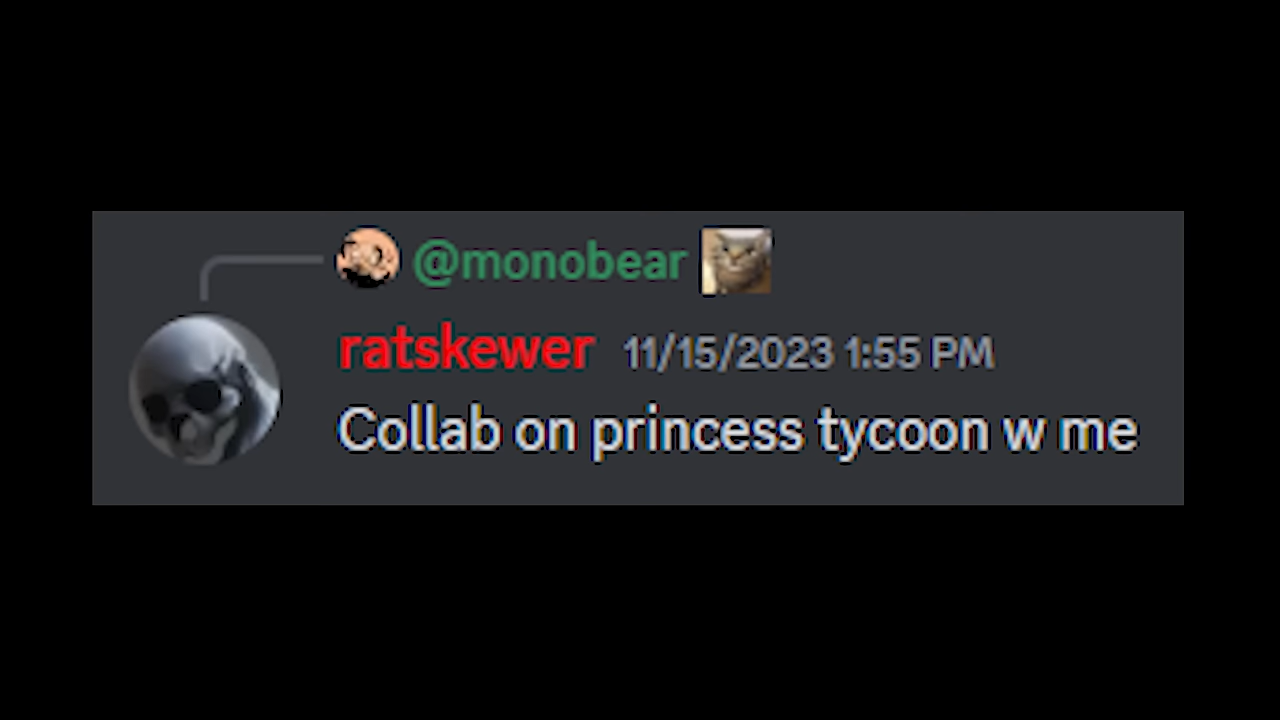 @monobear
ratskewer 11/15/2023 1:55 PM
Collab on princess tycoon w me